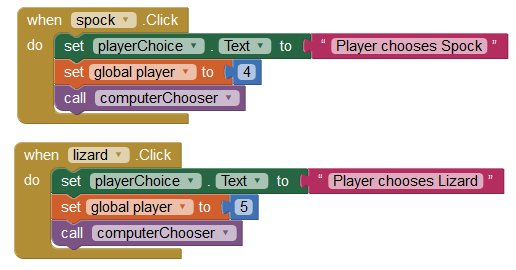 when spock .Click
do set playerChoice . Text to " Player chooses Spock "
set global player to 4
call computerChooser
when lizard .Click
do set playerChoice . Text to " Player chooses Lizard "
set global player to 5
call computerChooser